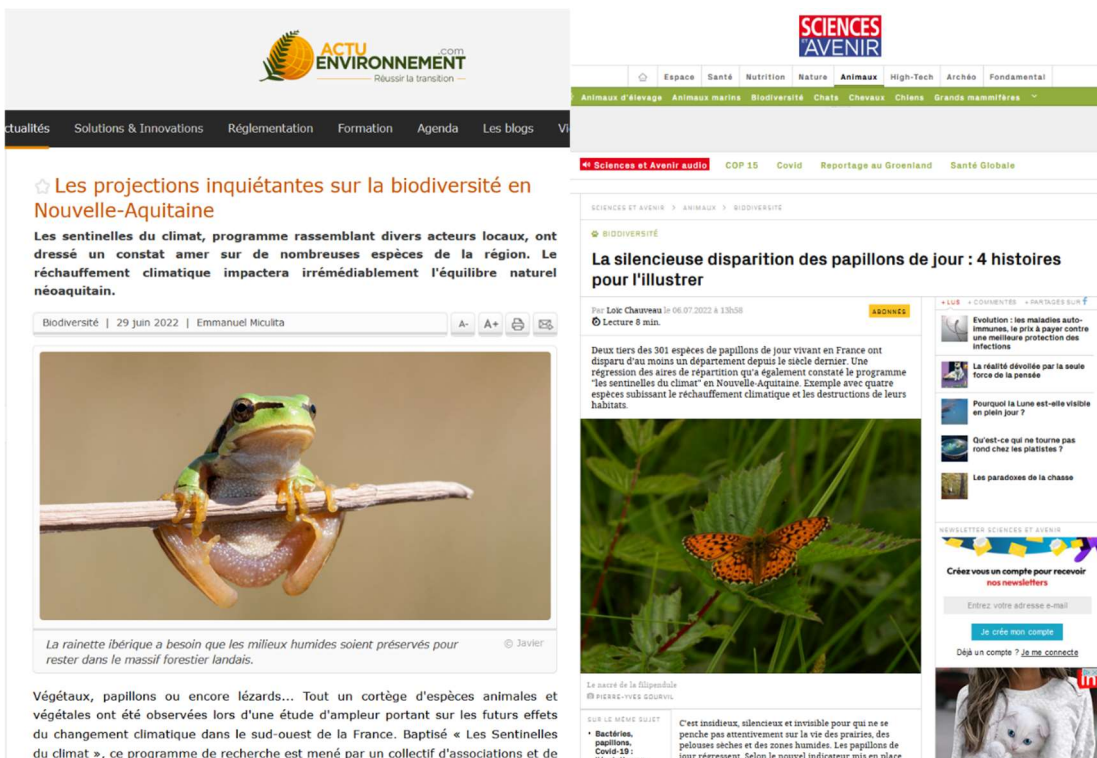 ACTU
.com
ENVIRONNEMENT
Réussir la transition
ctualités Solutions & Innovations Réglementation Formation Agenda Les blogs Vi
Les projections inquiétantes sur la biodiversité en
Nouvelle-Aquitaine
Les sentinelles du climat, programme rassemblant divers acteurs locaux, ont
dressé un constat amer sur de nombreuses espèces de la région. Le
réchauffement climatique impactera irrémédiablement l'équilibre naturel
néoaquitain.
Biodiversité | 29 juin 2022 | Emmanuel Miculita
A- A+
La rainette ibérique a besoin que les milieux humides soient préservés pour
rester dans le massif forestier landais.
© Javier
Végétaux, papillons ou encore lézards... Tout un cortège d'espèces animales et
végétales ont été observées lors d'une étude d'ampleur portant sur les futurs effets
du changement climatique dans le sud-ouest de la France. Baptisé « Les Sentinelles
du climat », ce programme de recherche est mené par un collectif d'associations et de
SCIENCES
ET AVENIR
Espace Santé Nutrition Nature Animaux High-Tech Archéo Fondamental
Animaux d'élevage Animaux marins Biodiversité Chats Chevaux Chiens Grands mammifères
Sciences et Avenir audio COP 15 Covid Reportage au Groenland Santé Globale
SCIENCES ET AVENIR > ANIMAUX > BIODIVERSITÉ
BIODIVERSITÉ
La silencieuse disparition des papillons de jour : 4 histoires
pour l'illustrer
Par Loïc Chauveau le 06.07.2022 à 13h58
Lecture 8 min.
ABONNÉS
Deux tiers des 301 espèces de papillons de jour vivant en France ont
disparu d'au moins un département depuis le siècle dernier. Une
régression des aires de répartition qu'a également constaté le programme
"les sentinelles du climat" en Nouvelle-Aquitaine. Exemple avec quatre
espèces subissant le réchauffement climatique et les destructions de leurs
habitats.
Le nacré de la filipendule
PIERRE-YVES GOURVIL
SUR LE MÊME SUJET
Bactéries,
papillons,
Covid-19 :
C'est insidieux, silencieux et invisible pour qui ne se
penche pas attentivement sur la vie des prairies, des
pelouses sèches et des zones humides. Les papillons de
jour régressent. Selon le nouvel indicateur mis en place
+ LUS + COMMENTÉS + PARTAGÉS SUR f
Evolution : les maladies auto-
immunes, le prix à payer contre
une meilleure protection des
infections
La réalité dévoilée par la seule
force de la pensée
Pourquoi la Lune est-elle visible
en plein jour ?
Qu'est-ce qui ne tourne pas
rond chez les platistes ?
Les paradoxes de la chasse
NEWSLETTER SCIENCES ET AVENIR
Créez vous un compte pour recevoir
nos newsletters
Entrez votre adresse e-mail
Je crée mon compte
Déjà un compte ? Je me connecte